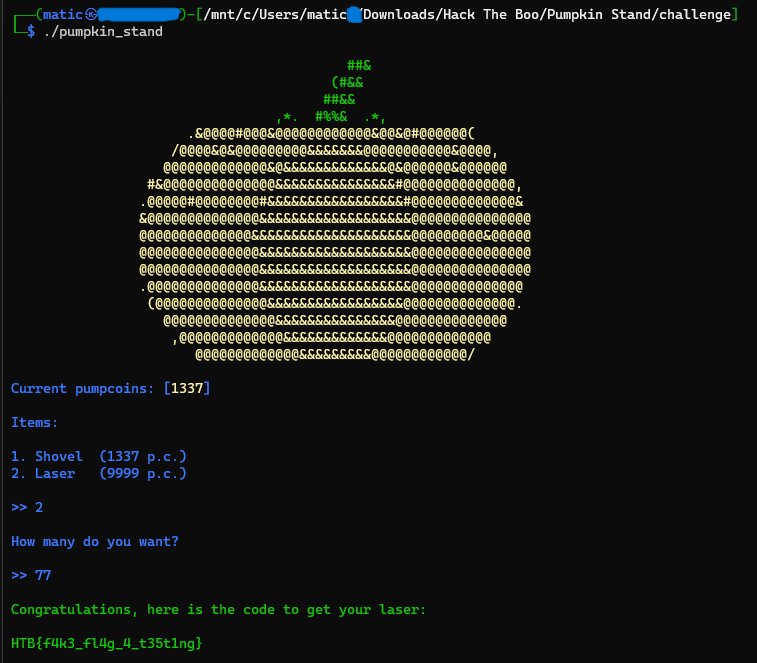 ┌──(matic㉿)-[/mnt/c/Users/matic/Downloads/Hack The Boo/Pumpkin Stand/challenge]
└─$ ./pumpkin_stand
##&
(#&&
##&&
,*.  #%%&  .*,
.&@@@@#@@@&@@@@@@@@@@@@&@@&@#@@@@@@(
/@@@@&@&@@@@@@@@@&&&&&&&@@@@@@@@@@@&@@@@,
@@@@@@@@@@@@@&@&&&&&&&&&&&&&@&@@@@@@&@@@@@@
#&@@@@@@@@@@@@@@&&&&&&&&&&&&&&&#@@@@@@@@@@@@@@,
.@@@@@#@@@@@@@@#&&&&&&&&&&&&&&&&&#@@@@@@@@@@@@@&
&@@@@@@@@@@@@@@&&&&&&&&&&&&&&&&&&&@@@@@@@@@@@@@@@
@@@@@@@@@@@@@@&&&&&&&&&&&&&&&&&&&&@@@@@@@@@&@@@@@
@@@@@@@@@@@@@@@&&&&&&&&&&&&&&&&&&&@@@@@@@@@@@@@@@
@@@@@@@@@@@@@@@&&&&&&&&&&&&&&&&&&&@@@@@@@@@@@@@@@
.@@@@@@@@@@@@@@&&&&&&&&&&&&&&&&&&&@@@@@@@@@@@@@@
(@@@@@@@@@@@@@@&&&&&&&&&&&&&&&&&@@@@@@@@@@@@@@.
@@@@@@@@@@@@@@&&&&&&&&&&&&&&&@@@@@@@@@@@@@@
,@@@@@@@@@@@@@&&&&&&&&&&&&&@@@@@@@@@@@@@
@@@@@@@@@@@@@&&&&&&&&&@@@@@@@@@@@@/
Current pumpcoins: [1337]
Items:
1. Shovel  (1337 p.c.)
2. Laser   (9999 p.c.)
>> 2
How many do you want?
>> 77
Congratulations, here is the code to get your laser:
HTB{f4k3_fl4g_4_t35t1ng}